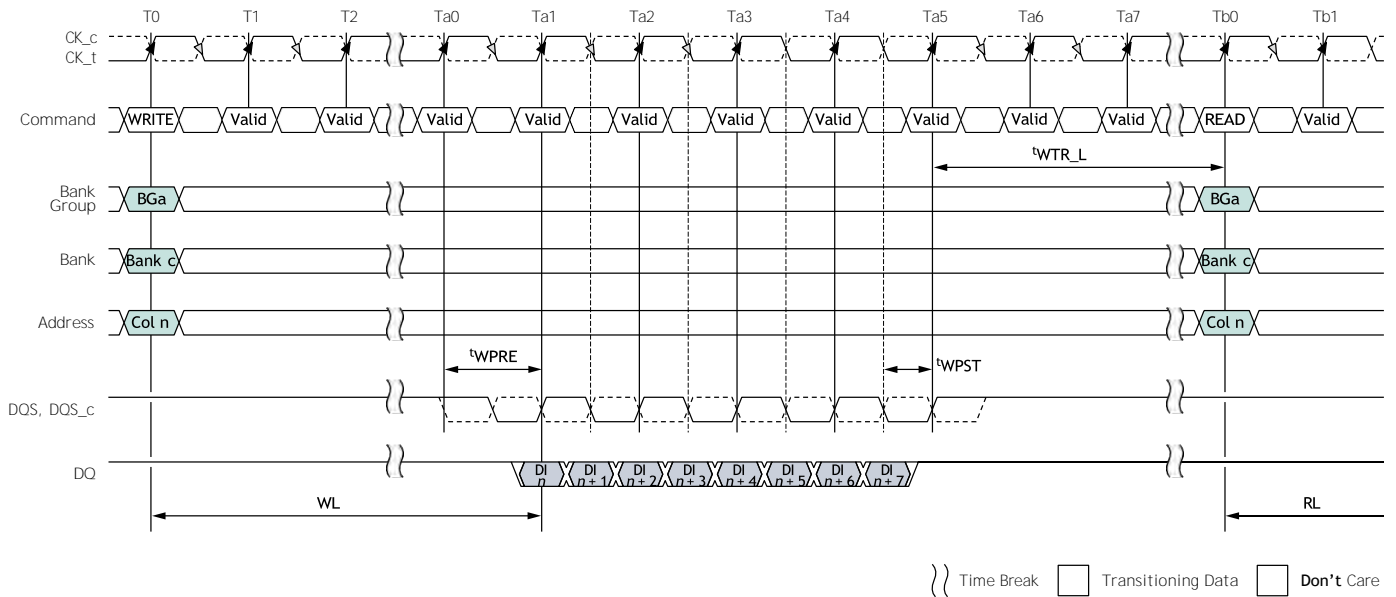 T0 T1 T2 Ta0 Ta1 Ta2 Ta3 Ta4 Ta5 Ta6 Ta7 Tb0 Tb1
CK_c
CK_t
Command WRITE Valid Valid Valid Valid Valid Valid Valid Valid Valid Valid READ Valid
tWTR_L
Bank
Group BGa BGa
Bank Bank c Bank c
Address Col n Col n
tWPRE tWPST
DQS, DQS_c
DQ DI DI DI DI DI DI DI DI
n n + 1 n + 2 n + 3 n + 4 n + 5 n + 6 n + 7
WL RL
Time Break Transitioning Data Don't Care